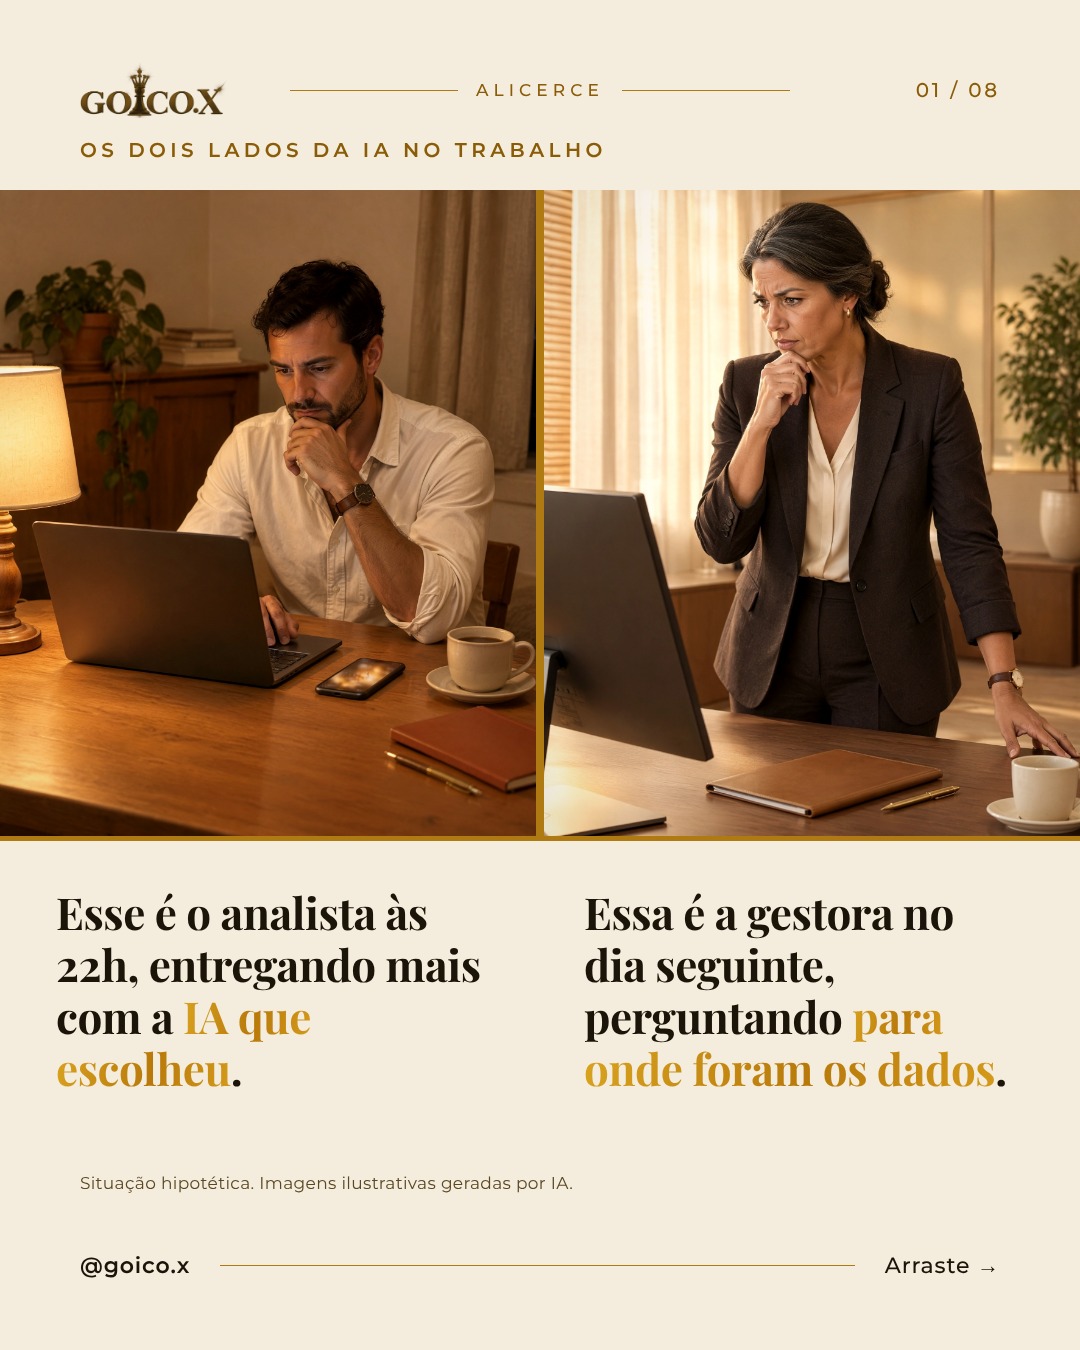 GOICO.X
ALICERCE
01 / 08
OS DOIS LADOS DA IA NO TRABALHO
Esse é o analista às
22h, entregando mais
com a IA que
escolheu.
Essa é a gestora no
dia seguinte,
perguntando para
onde foram os dados.
Situação hipotética. Imagens ilustrativas geradas por IA.
@goico.x
Arraste →